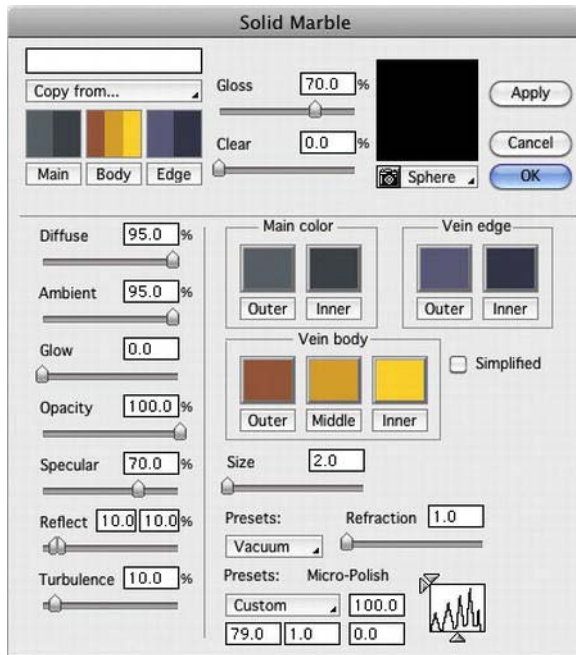 Solid Marble
Copy from...
Main Body Edge
Gloss 70.0 %
Clear 0.0 %
Sphere
Apply
Cancel
OK
Diffuse 95.0 %
Ambient 95.0 %
Glow 0.0
Opacity 100.0 %
Specular 70.0 %
Reflect 10.0 10.0 %
Turbulence 10.0 %
Main color
Outer Inner
Vein edge
Outer Inner
Vein body
Outer Middle Inner
Simplified
Size 2.0
Presets: Refraction 1.0
Vacuum
Presets: Micro-Polish
Custom 100.0
79.0 1.0 0.0